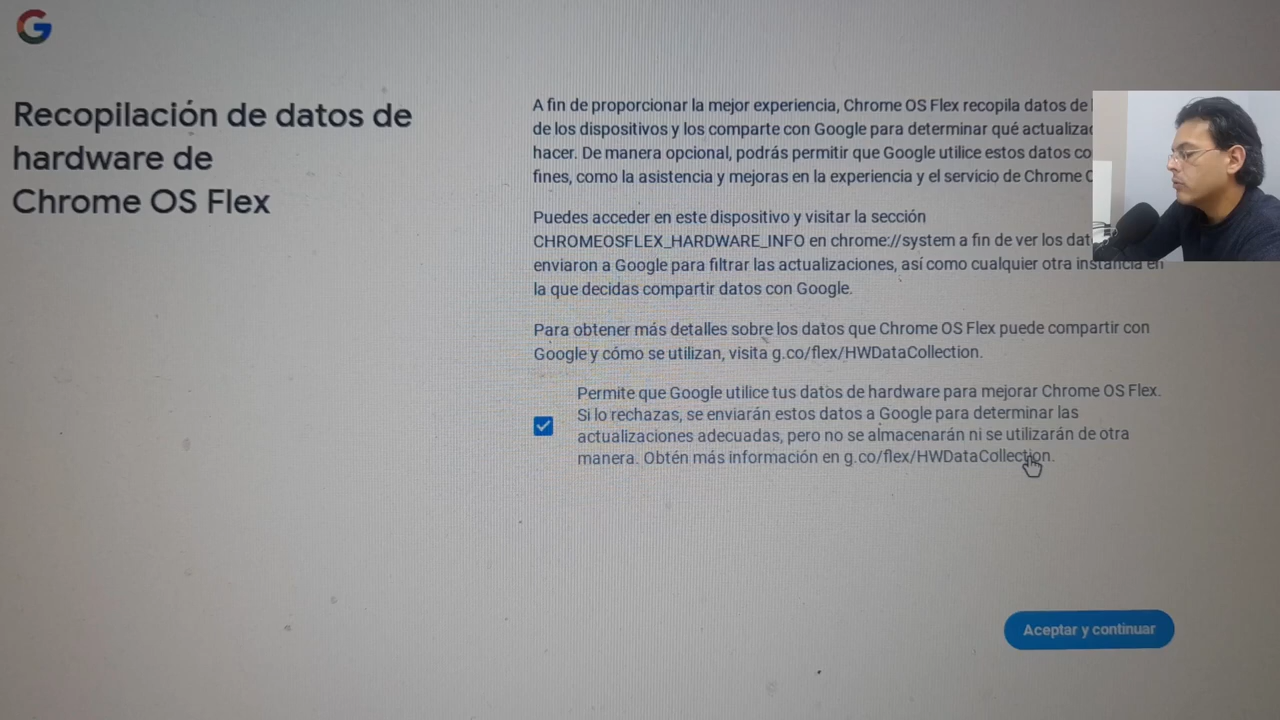 Recopilación de datos de
hardware de
Chrome OS Flex
A fin de proporcionar la mejor experiencia, Chrome OS Flex recopila datos de
de los dispositivos y los comparte con Google para determinar qué
hacer. De manera opcional, podrás permitir que Google utilice estos datos
fines, como la asistencia y mejoras en la experiencia y el servicio de Chrome
Puedes acceder en este dispositivo y visitar la sección
CHROMEOSFLEX_HARDWARE_INFO en chrome://system a fin de ver los
enviaron a Google para filtrar las actualizaciones, así como cualquier otra instancia en
la que decidas compartir datos con Google.
Para obtener más detalles sobre los datos que Chrome OS Flex puede compartir con
Google y cómo se utilizan, visita g.co/flex/HWDataCollection.
Permite que Google utilice tus datos de hardware para mejorar Chrome OS Flex.
Si lo rechazas, se enviarán estos datos a Google para determinar las
actualizaciones adecuadas, pero no se almacenarán ni se utilizarán de otra
manera. Obtén más información en g.co/flex/HWDataCollection.
Aceptar y continuar